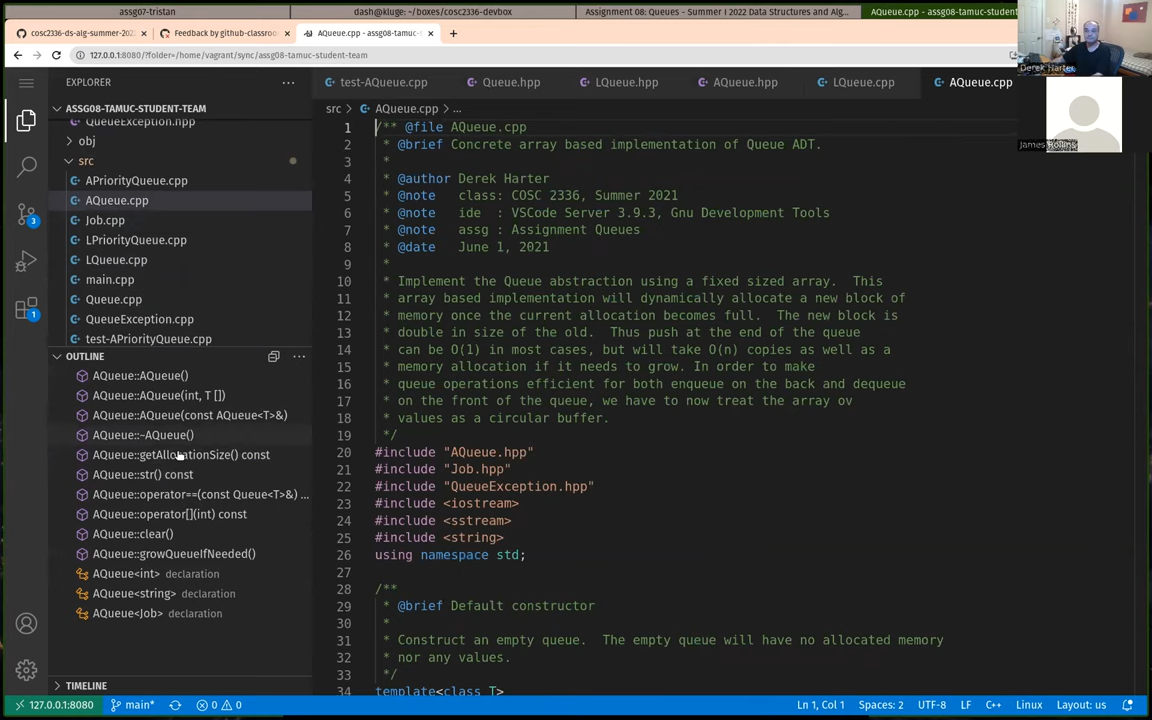 assg07-tristan
dash@kluge: ~/boxes/cosc2336-devbox
Assignment 08: Queues - Summer I 2022 Data Structures and Alg...
AQueue.cpp - assg08-tamuc-student
cosc2336-ds-alg-summer-202
Feedback by github-classroo
AQueue.cpp - assg08-tamuc-s
127.0.0.1:8080/?folder=/home/vagrant/sync/assg08-tamuc-student-team
Derek Harter
James Rollins
EXPLORER
ASSG08-TAMUC-STUDENT-TEAM
QueueException.hpp
obj
src
APriorityQueue.cpp
AQueue.cpp
Job.cpp
LPriorityQueue.cpp
LQueue.cpp
main.cpp
Queue.cpp
QueueException.cpp
test-APriorityQueue.cpp
3
1
OUTLINE
AQueue::AQueue()
AQueue::AQueue(int, T [])
AQueue::AQueue(const AQueue<T>&)
AQueue::~AQueue()
AQueue::getAllocationSize() const
AQueue::str() const
AQueue::operator==(const Queue<T>&) ...
AQueue::operator[](int) const
AQueue::clear()
AQueue::growQueueIfNeeded()
AQueue<int> declaration
AQueue<string> declaration
AQueue<Job> declaration
TIMELINE
test-AQueue.cpp
Queue.hpp
LQueue.hpp
AQueue.hpp
LQueue.cpp
AQueue.cpp
src > AQueue.cpp > ...
1 /** @file AQueue.cpp
2 * @brief Concrete array based implementation of Queue ADT.
3 *
4 * @author Derek Harter
5 * @note class: COSC 2336, Summer 2021
6 * @note ide : VSCode Server 3.9.3, Gnu Development Tools
7 * @note assg : Assignment Queues
8 * @date June 1, 2021
9 *
10 * Implement the Queue abstraction using a fixed sized array. This
11 * array based implementation will dynamically allocate a new block of
12 * memory once the current allocation becomes full. The new block is
13 * double in size of the old. Thus push at the end of the queue
14 * can be O(1) in most cases, but will take O(n) copies as well as a
15 * memory allocation if it needs to grow. In order to make
16 * queue operations efficient for both enqueue on the back and dequeue
17 * on the front of the queue, we have to now treat the array ov
18 * values as a circular buffer.
19 */
20 #include "AQueue.hpp"
21 #include "Job.hpp"
22 #include "QueueException.hpp"
23 #include <iostream>
24 #include <sstream>
25 #include <string>
26 using namespace std;
27
28 /**
29 * @brief Default constructor
30 *
31 * Construct an empty queue. The empty queue will have no allocated memory
32 * nor any values.
33 */
34 template<class T>
127.0.0.1:8080
main*
0
0
Ln 1, Col 1
Spaces: 2
UTF-8
LF
C++
Linux
Layout: us